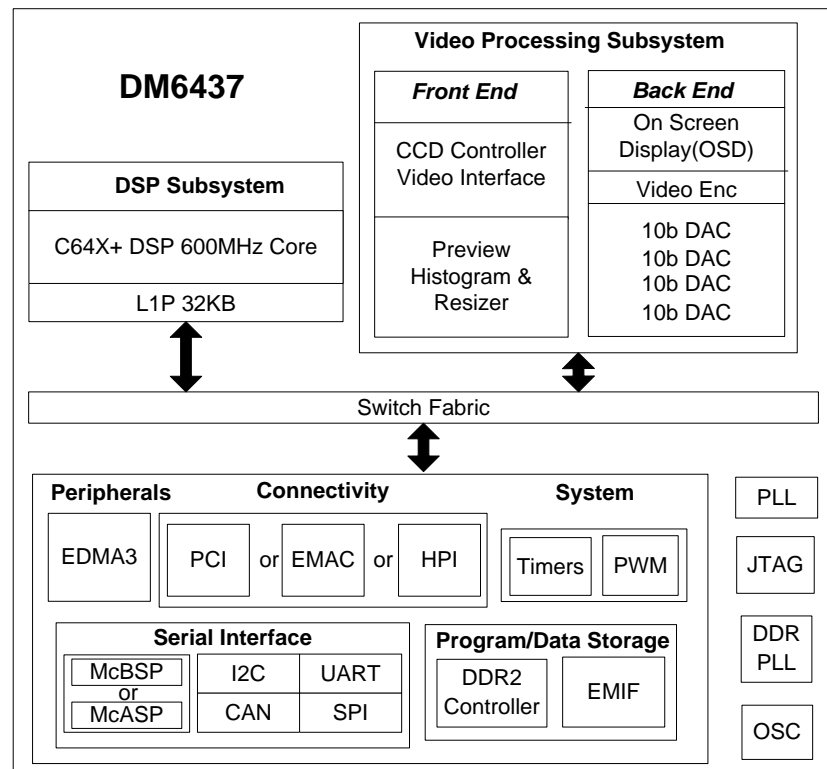 DM6437
Video Processing Subsystem
Front End
CCD Controller
Video Interface
Preview
Histogram &
Resizer
Back End
On Screen
Display(OSD)
Video Enc
10b DAC
10b DAC
10b DAC
10b DAC
DSP Subsystem
C64X+ DSP 600MHz Core
L1P 32KB
Switch Fabric
Peripherals
EDMA3
Connectivity
PCI or EMAC or HPI
System
Timers PWM
Serial Interface
McBSP
or
McASP
I2C UART
CAN SPI
Program/Data Storage
DDR2
Controller
EMIF
PLL
JTAG
DDR
PLL
OSC